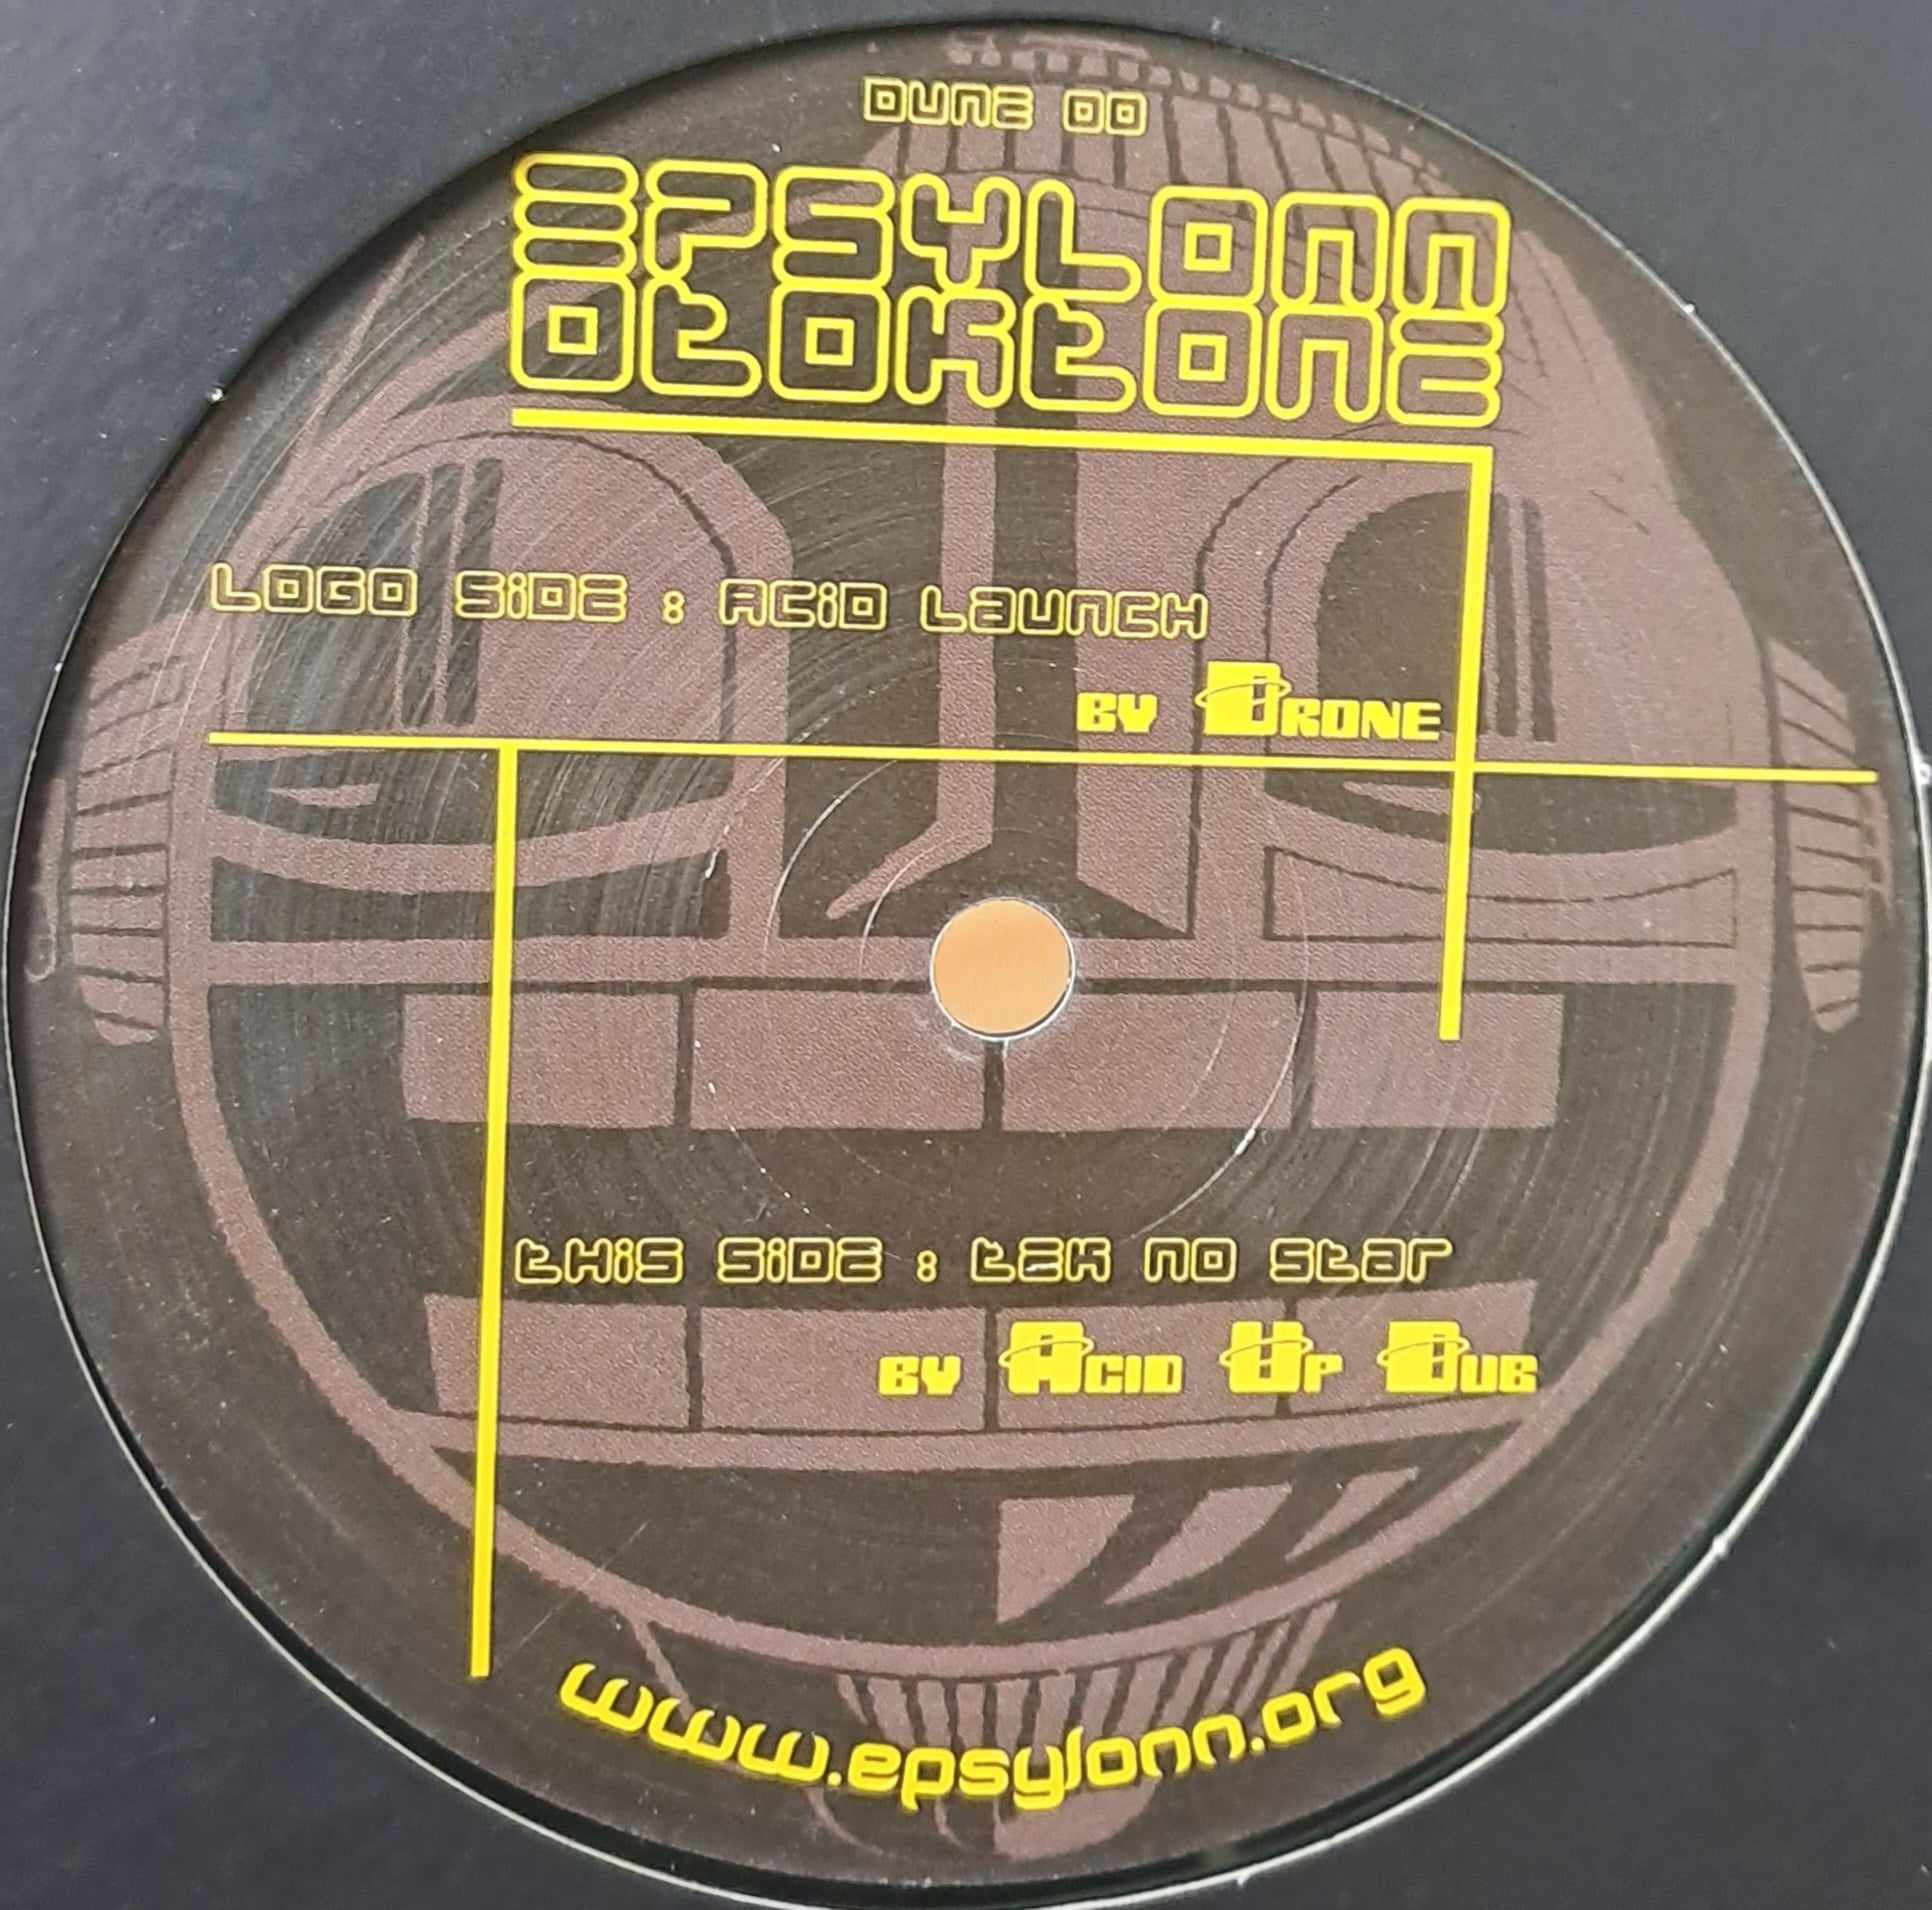 DUNE 00
EPSYLONN
OTOKTONE
LOGO SiDE : ACiD LaUNCH
BY DRONE
tHiS SiDE : tEK NO Star
BY ACID UP DUB
www.epsylonn.org